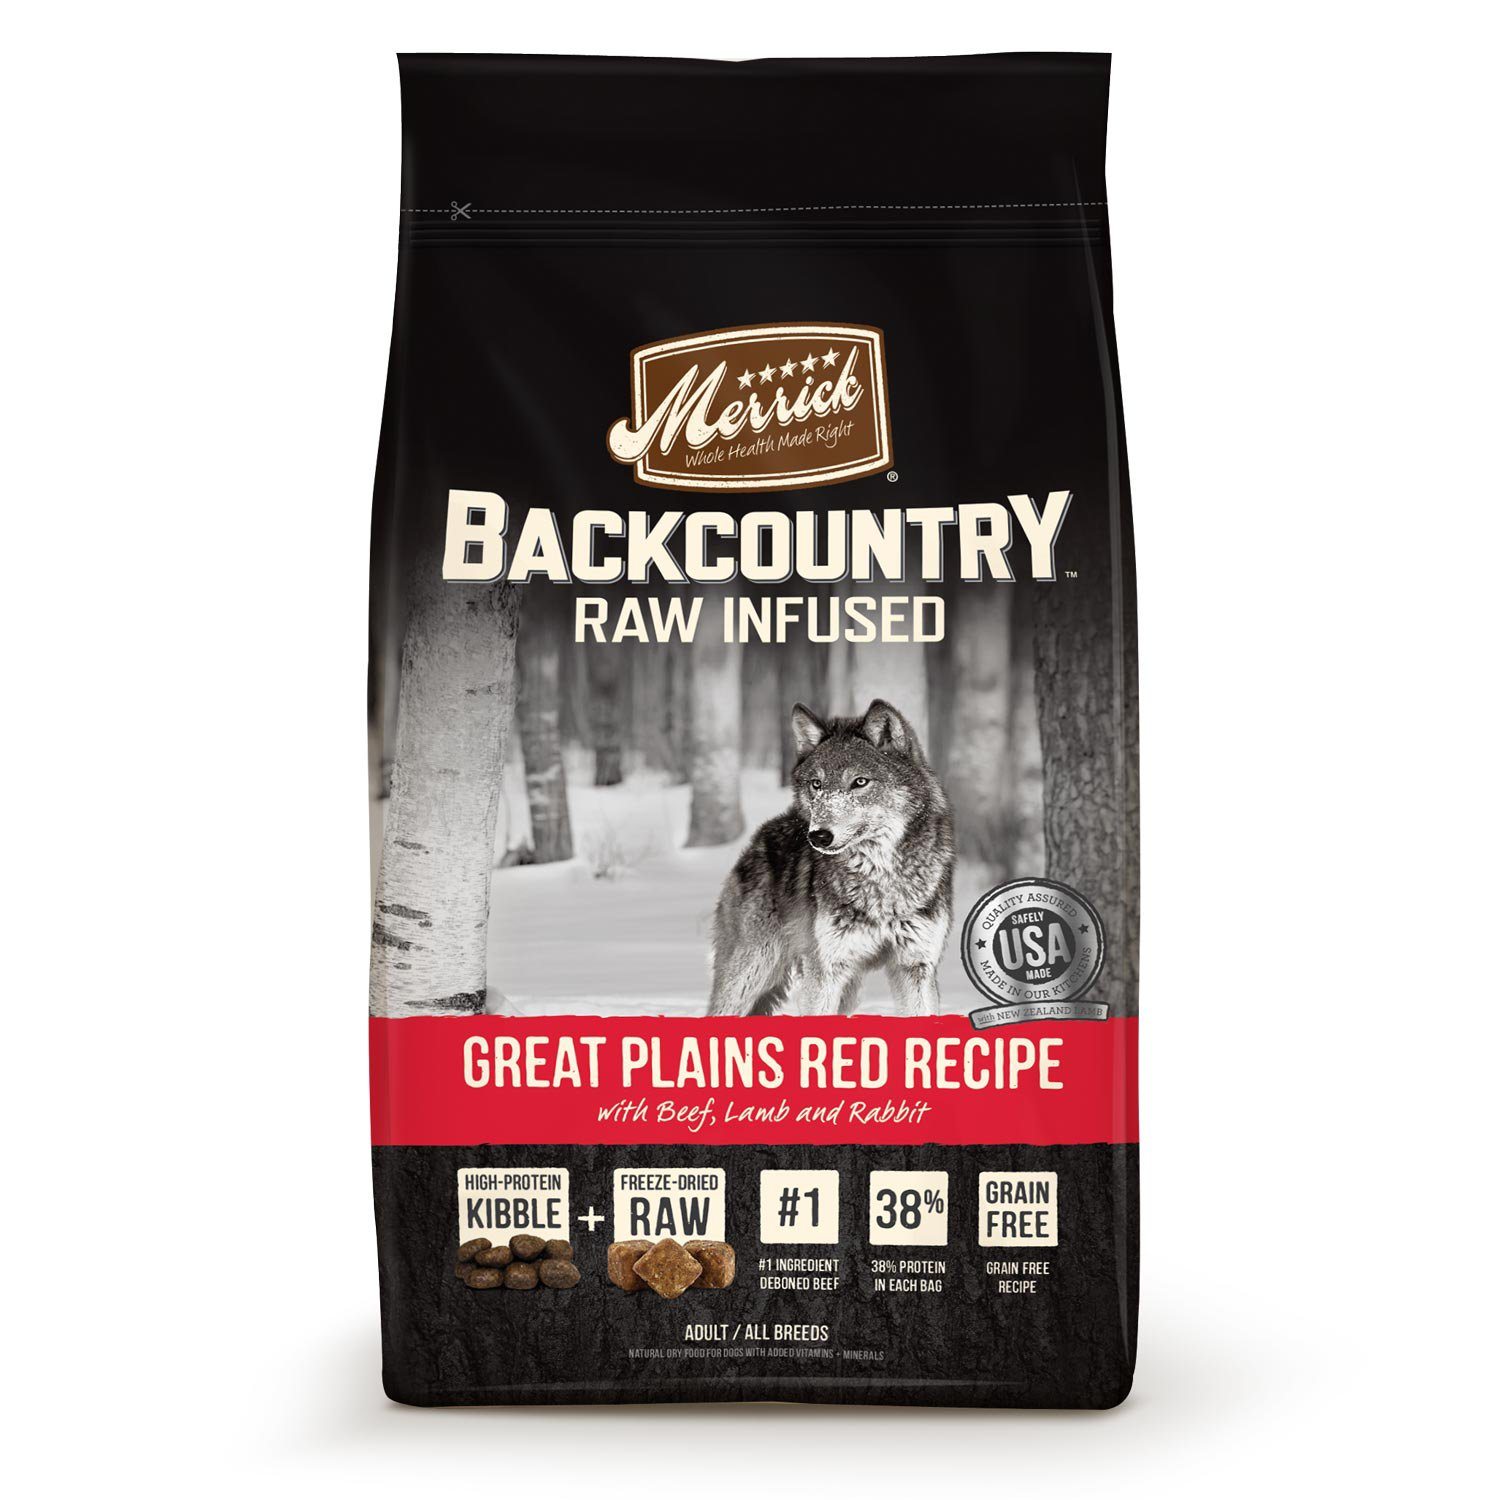 Merrick
Whole Health Made Right
®
BACKCOUNTRY™
RAW INFUSED
QUALITY ASSURED
SAFELY
USA
MADE
MADE IN OUR KITCHENS
with NEW ZEALAND LAMB
GREAT PLAINS RED RECIPE
with Beef, Lamb and Rabbit
HIGH-PROTEIN
KIBBLE
+
FREEZE-DRIED
RAW
#1
#1 INGREDIENT
DEBONED BEEF
38%
38% PROTEIN
IN EACH BAG
GRAIN
FREE
GRAIN FREE
RECIPE
ADULT / ALL BREEDS
NATURAL DRY FOOD FOR DOGS WITH ADDED VITAMINS + MINERALS